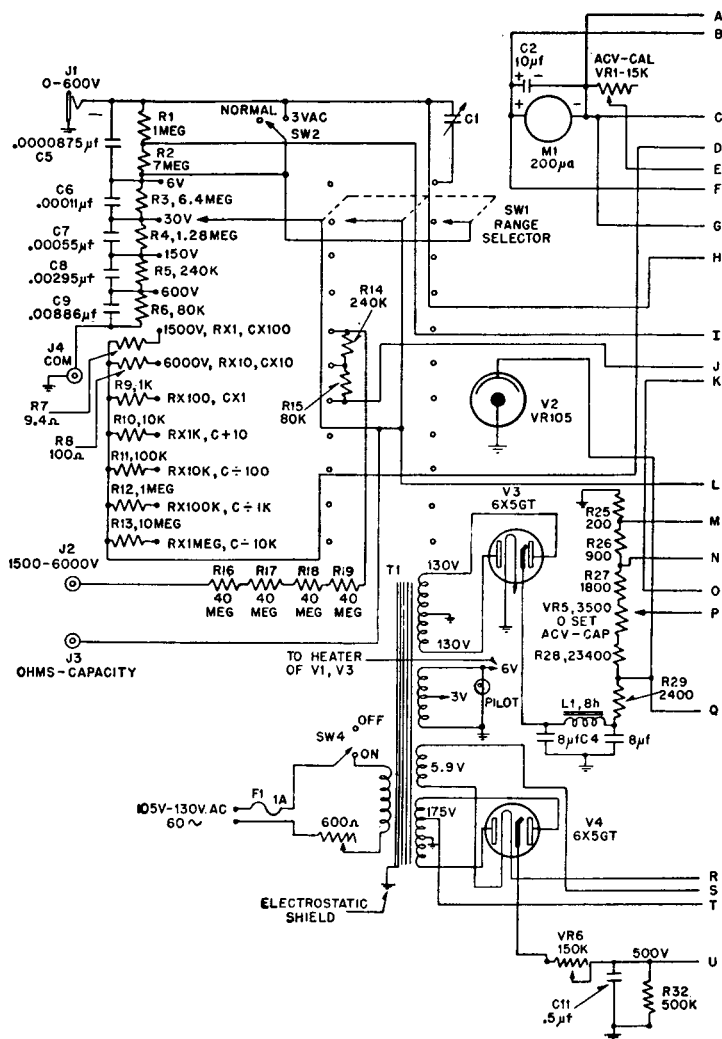 A
B
C2
10µf
+ -
ACV-CAL
VR1-15K
J1
0-600V
-
R1
1MEG
NORMAL
3VAC
SW2
C1
+ -
M1
200µa
C
.0000875µf
C5
R2
7MEG
D
E
6V
F
C6
.00011µf
R3, 6.4MEG
30V
SW1
RANGE
SELECTOR
G
C7
.00055µf
R4, 1.28MEG
150V
H
C8
.00295µf
R5, 240K
600V
C9
.00886µf
R6, 80K
R14
240K
1500V, RX1, CX100
I
J4
COM
6000V, RX10, CX10
J
K
R7
9.4Ω
R9, 1K
RX100, CX1
R15
80K
V2
VR105
R8
100Ω
R10, 10K
RX1K, C÷10
R11, 100K
RX10K, C÷100
R12, 1MEG
RX100K, C÷1K
L
V3
6X5GT
R25
200
M
R13, 10MEG
RX1MEG, C÷10K
R26
900
N
J2
1500-6000V
R16 R17 R18 R19
40 MEG
40 MEG
40 MEG
40 MEG
T1
130V
R27
1800
O
VR5, 3500
0 SET
ACV-CAP
P
J3
OHMS-CAPACITY
130V
TO HEATER
OF V1, V3
6V
R28, 23400
3V
PILOT
R29
2400
L1, 8h
Q
OFF
SW4
ON
8µf C4
8µf
5.9V
F1
1A
105V-130V. AC
60 ~
600Ω
175V
V4
6X5GT
R
S
T
ELECTROSTATIC
SHIELD
VR6
150K
500V
U
C11
.5µf
R32
500K